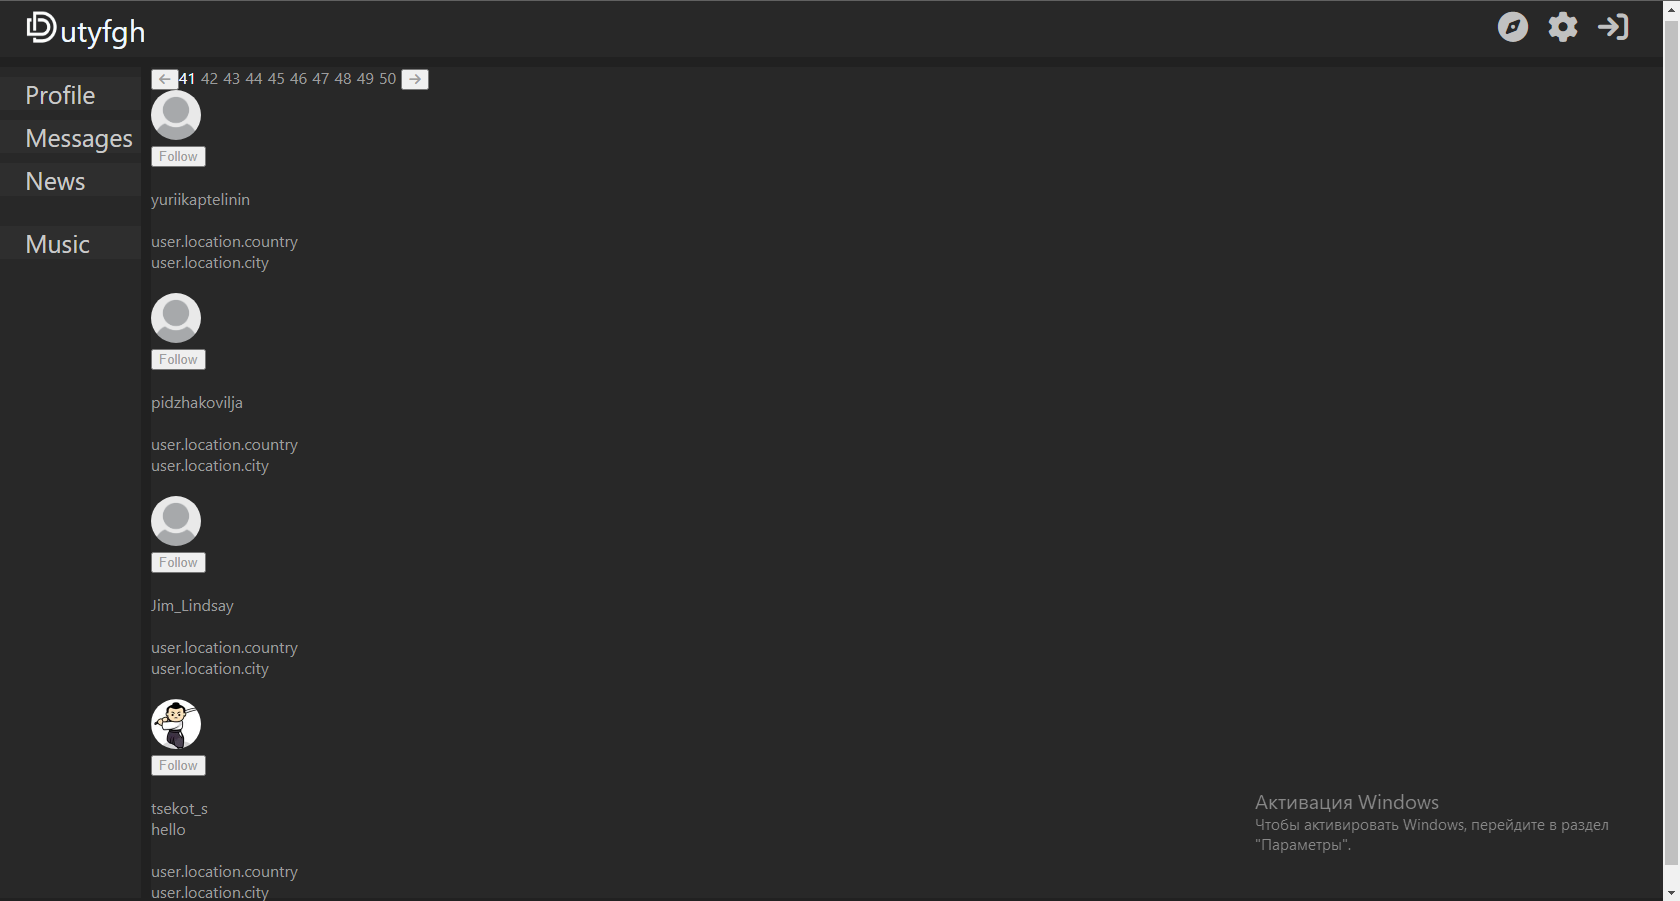 Dutyfgh
Profile
Messages
News
Music
← 41 42 43 44 45 46 47 48 49 50 →
Follow
yuriikaptelinin
user.location.country
user.location.city
Follow
pidzhakovilja
user.location.country
user.location.city
Follow
Jim_Lindsay
user.location.country
user.location.city
Follow
tsekot_s
hello
user.location.country
user.location.city
Активация Windows
Чтобы активировать Windows, перейдите в раздел
"Параметры".